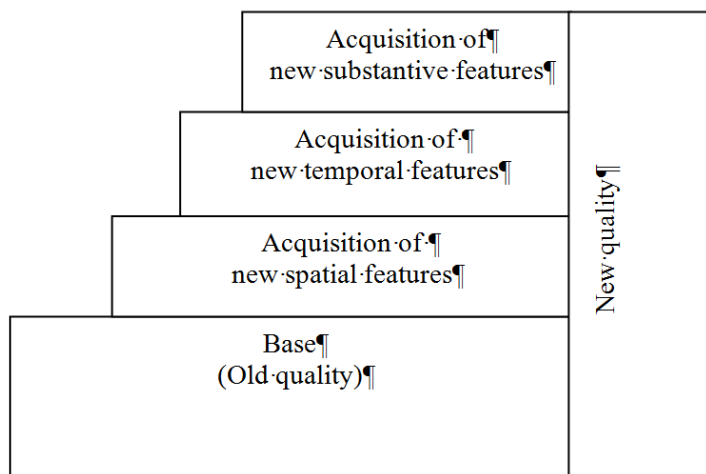 Acquisition·of¶
new·substantive·features¶
Acquisition·of·¶
new·temporal·features¶
Acquisition·of·¶
new·spatial·features¶
Base¶
(Old·quality)¶
New·quality¶